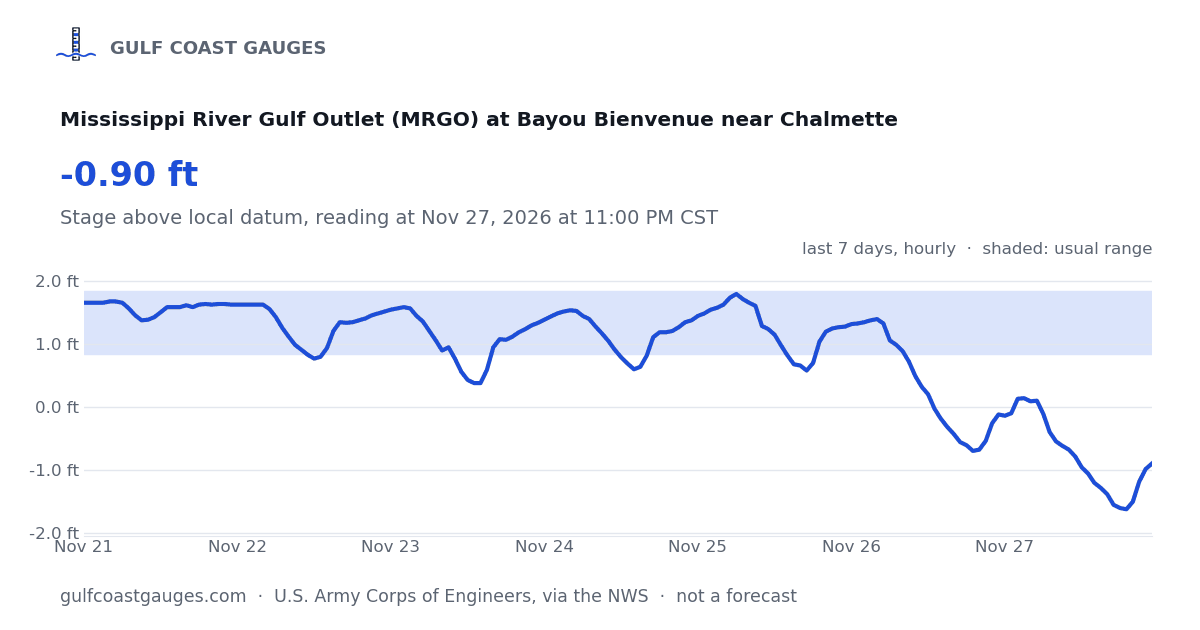 GULF COAST GAUGES
Mississippi River Gulf Outlet (MRGO) at Bayou Bienvenue near Chalmette
-0.90 ft
Stage above local datum, reading at Nov 27, 2026 at 11:00 PM CST
last 7 days, hourly · shaded: usual range
2.0 ft
1.0 ft
0.0 ft
-1.0 ft
-2.0 ft
Nov 21 Nov 22 Nov 23 Nov 24 Nov 25 Nov 26 Nov 27
gulfcoastgauges.com · U.S. Army Corps of Engineers, via the NWS · not a forecast